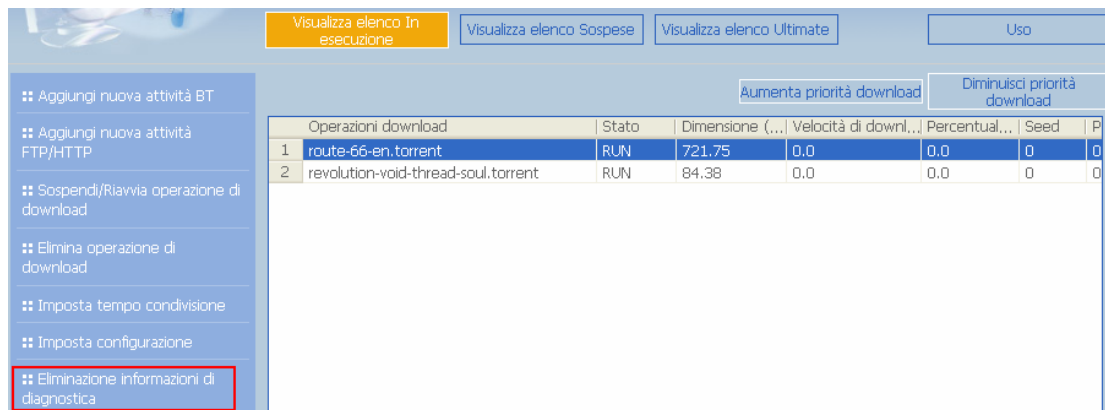 Visualizza elenco In
esecuzione
Visualizza elenco Sospese
Visualizza elenco Ultimate
Uso
:: Aggiungi nuova attività BT
:: Aggiungi nuova attività
FTP/HTTP
:: Sospendi/Riavvia operazione di
download
:: Elimina operazione di
download
:: Imposta tempo condivisione
:: Imposta configurazione
:: Eliminazione informazioni di
diagnostica
Aumenta priorità download
Diminuisci priorità
download
Operazioni download | Stato | Dimensione (... | Velocità di downl... | Percentual... | Seed | P
1 route-66-en.torrent RUN 721.75 0.0 0.0 0 0
2 revolution-void-thread-soul.torrent RUN 84.38 0.0 0.0 0 0